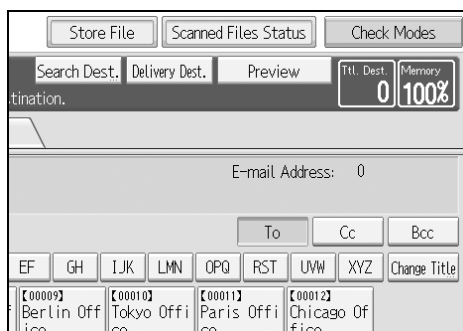 Store File Scanned Files Status Check Modes
Search Dest. Delivery Dest. Preview Ttl. Dest. Memory
tination. 0 100%
E-mail Address: 0
To Cc Bcc
EF GH IJK LMN OPQ RST UVW XYZ Change Title
【00009】 【00010】 【00011】 【00012】
Berlin Off Tokyo Offi Paris Offi Chicago Of
ice ce ce fice